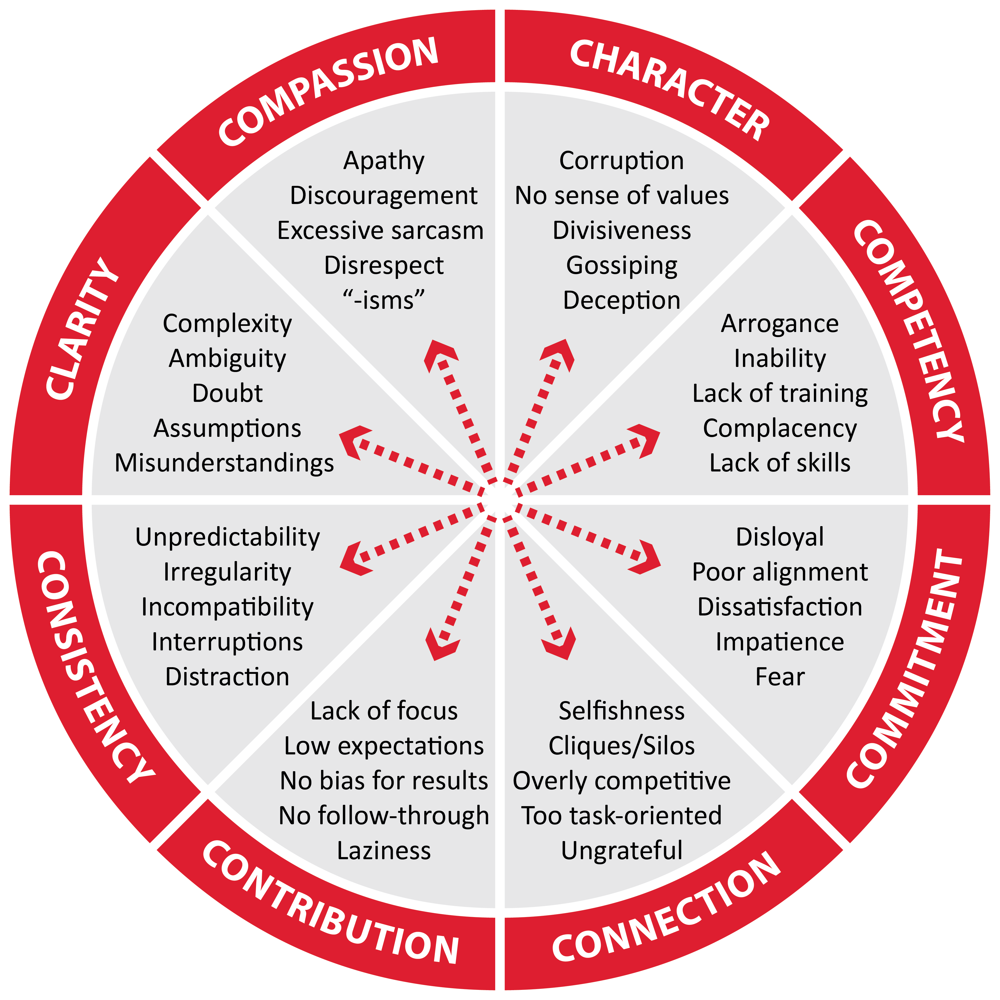 COMPASSION
Apathy
Discouragement
Excessive sarcasm
Disrespect
“-isms”
CHARACTER
Corruption
No sense of values
Divisiveness
Gossiping
Deception
COMPETENCY
Arrogance
Inability
Lack of training
Complacency
Lack of skills
COMMITMENT
Disloyal
Poor alignment
Dissatisfaction
Impatience
Fear
CONNECTION
Selfishness
Cliques/Silos
Overly competitive
Too task-oriented
Ungrateful
CONTRIBUTION
Lack of focus
Low expectations
No bias for results
No follow-through
Laziness
CONSISTENCY
Unpredictability
Irregularity
Incompatibility
Interruptions
Distraction
CLARITY
Complexity
Ambiguity
Doubt
Assumptions
Misunderstandings